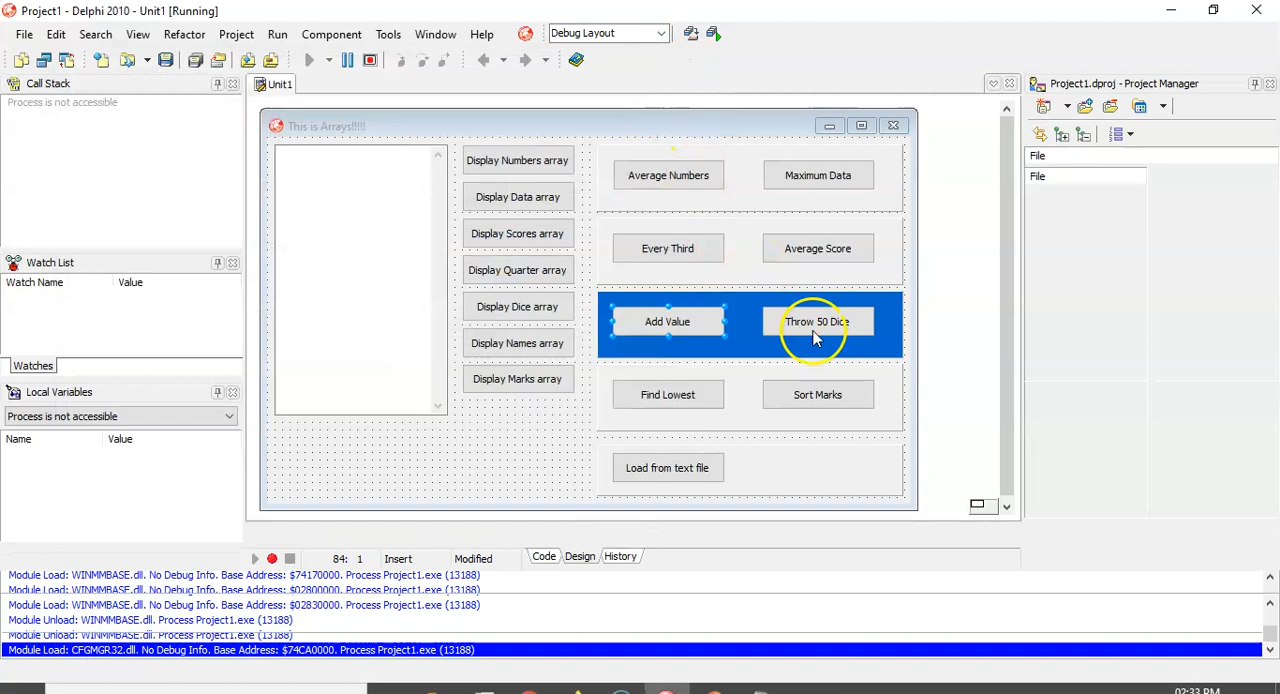 Project1 - Delphi 2010 - Unit1 [Running]
File Edit Search View Refactor Project Run Component Tools Window Help Debug Layout
Call Stack
Process is not accessible
Unit1
Project1.dproj - Project Manager
This is Arrays!!!!!
Display Numbers array
Average Numbers
Maximum Data
File
File
Display Data array
Display Scores array
Every Third
Average Score
Watch List
Watch Name Value
Display Quarter array
Display Dice array
Add Value
Throw 50 Dice
Display Names array
Watches
Display Marks array
Local Variables
Find Lowest
Sort Marks
Process is not accessible
Name Value
Load from text file
84: 1 Insert Modified Code Design History
Module Load: WINMMBASE.dll. No Debug Info. Base Address: $74170000. Process Project1.exe (13188)
Module Load: WINMMBASE.dll. No Debug Info. Base Address: $02800000. Process Project1.exe (13188)
Module Load: WINMMBASE.dll. No Debug Info. Base Address: $02830000. Process Project1.exe (13188)
Module Unload: WINMMBASE.dll. Process Project1.exe (13188)
Module Unload: WINMMBASE.dll. Process Project1.exe (13188)
Module Load: CFGMGR32.dll. No Debug Info. Base Address: $74CA0000. Process Project1.exe (13188)
02:33 PM